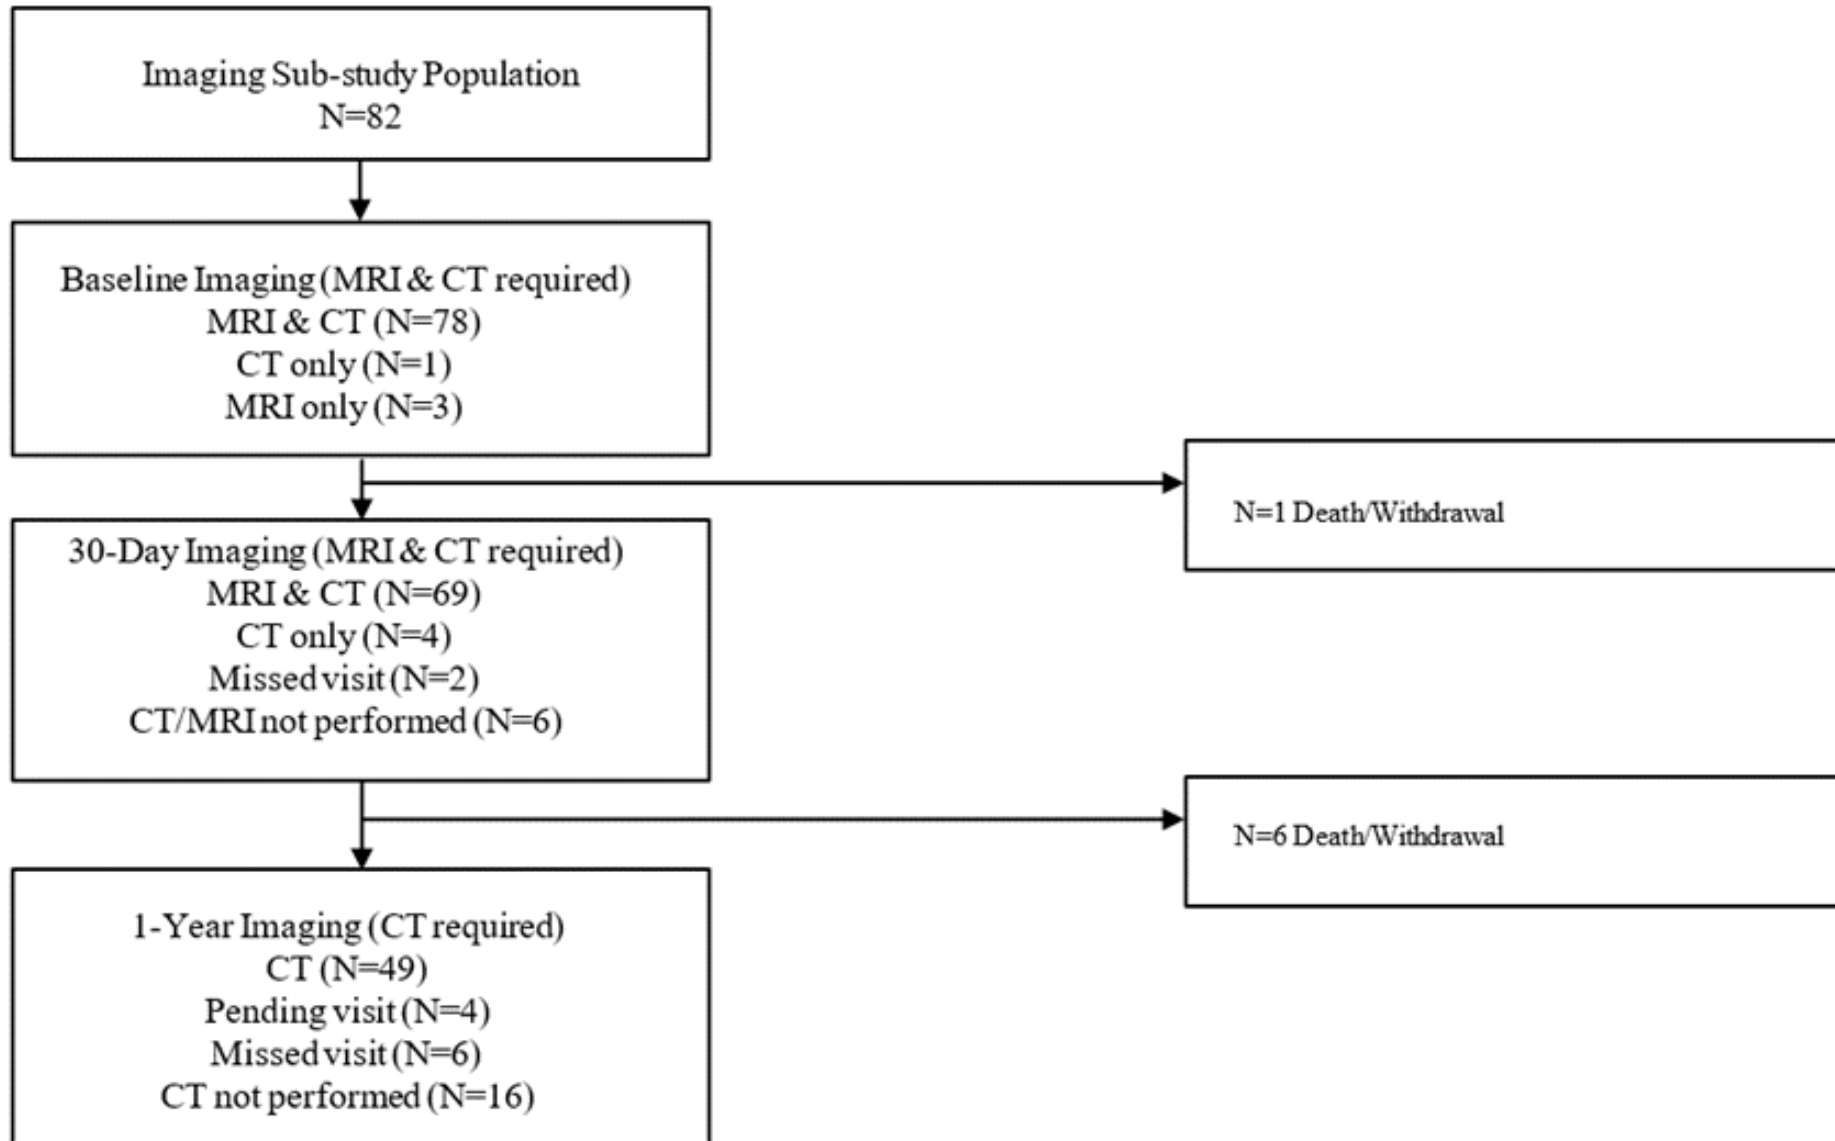 Imaging Sub-study Population
N=82
Baseline Imaging (MRI & CT required)
MRI & CT (N=78)
CT only (N=1)
MRI only (N=3)
N=1 Death/Withdrawal
30-Day Imaging (MRI & CT required)
MRI & CT (N=69)
CT only (N=4)
Missed visit (N=2)
CT/MRI not performed (N=6)
N=6 Death/Withdrawal
1-Year Imaging (CT required)
CT (N=49)
Pending visit (N=4)
Missed visit (N=6)
CT not performed (N=16)